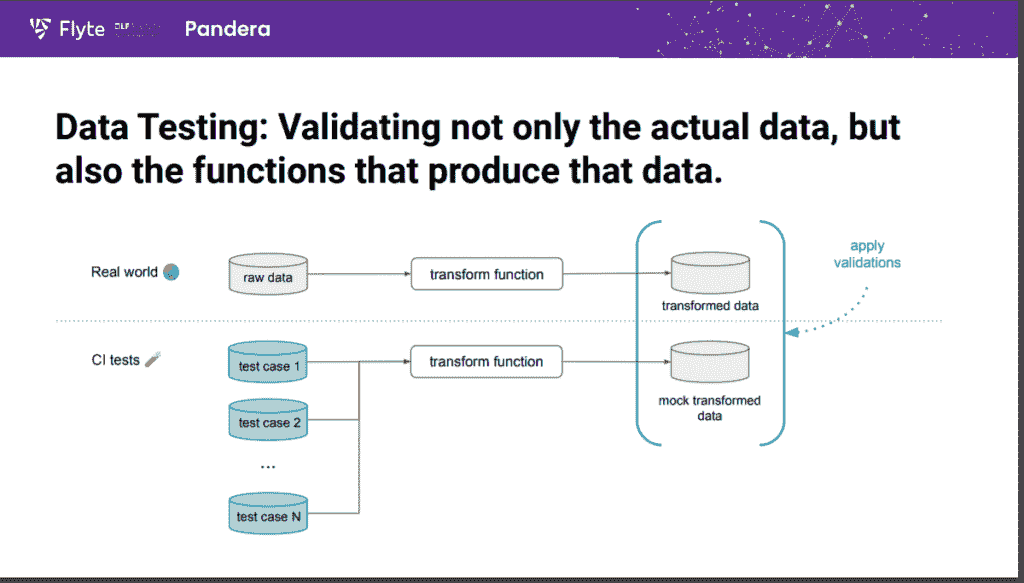 Flyte
Pandera
Data Testing: Validating not only the actual data, but
also the functions that produce that data.
Real world
raw data
transform function
transformed data
apply
validations
CI tests
test case 1
transform function
mock transformed
data
test case 2
...
test case N